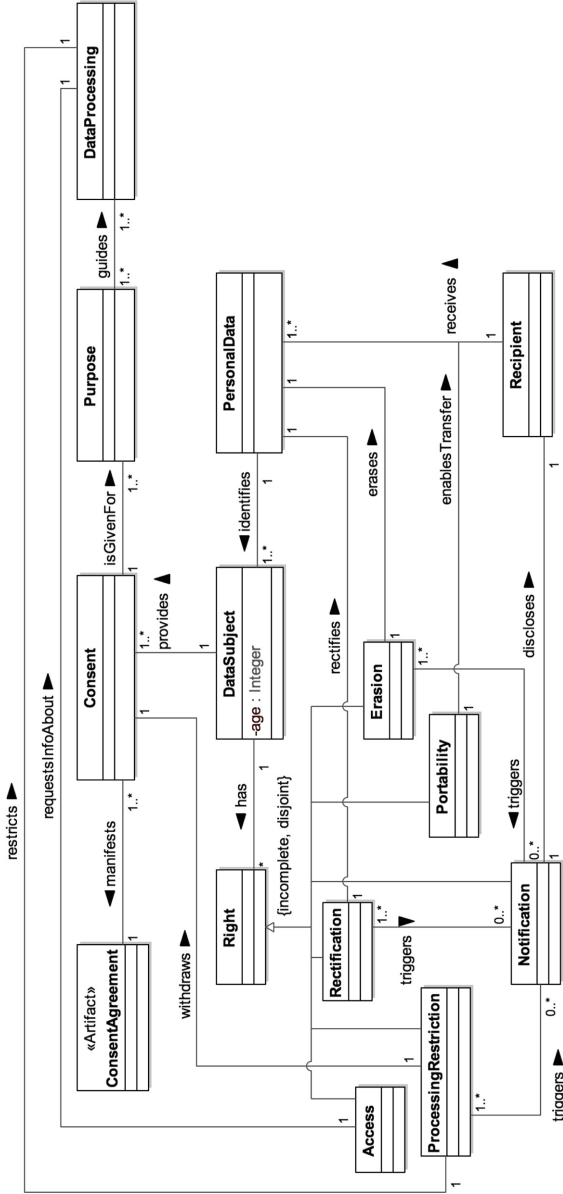 restricts ►
requestsInfoAbout ►
1
1
«Artifact»
ConsentAgreement
◄ manifests
Consent
isGivenFor ►
Purpose
guides ►
DataProcessing
1
1..*
1
1..*
1..*
1..*
withdraws ►
1
1..*
provides ▲
1
Right
◄ has
DataSubject
-age : Integer
◄ identifies
PersonalData
*
1
1..*
1
{incomplete, disjoint}
1
1
1..*
rectifies ►
erases ►
Access
1
Rectification
1
1..*
triggers ▼
0..*
Erasion
1
1..*
◄ triggers
0..*
Portability
1
enablesTransfer ►
receives ▲
ProcessingRestriction
1
1
1..*
triggers ►
0..*
Notification
1
discloses ►
Recipient
1
1